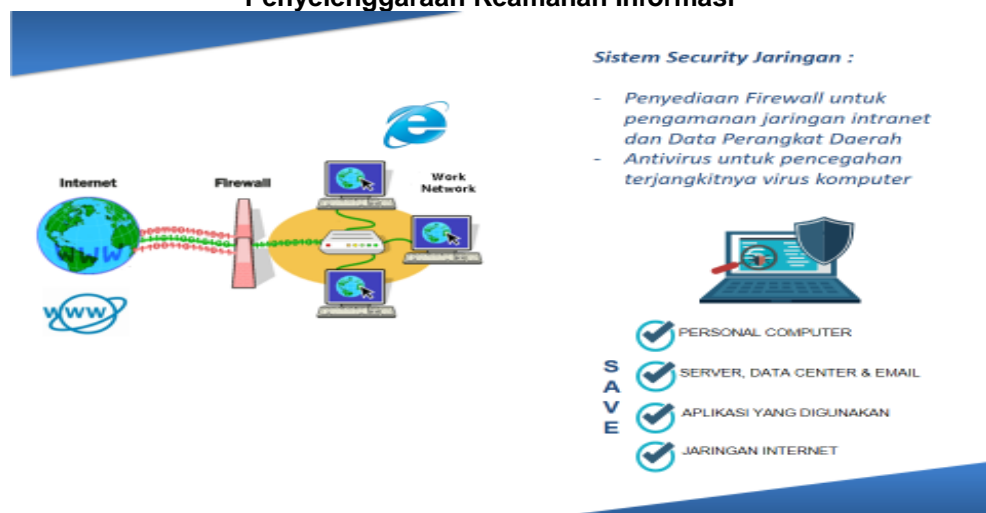 Penyelenggaraan Keamanan Informasi
Sistem Security Jaringan :
- Penyediaan Firewall untuk
pengamanan jaringan intranet
dan Data Perangkat Daerah
- Antivirus untuk pencegahan
terjangkitnya virus komputer
Internet
Firewall
Work
Network
WWW
WWW
PERSONAL COMPUTER
SAVE
SERVER, DATA CENTER & EMAIL
APLIKASI YANG DIGUNAKAN
JARINGAN INTERNET